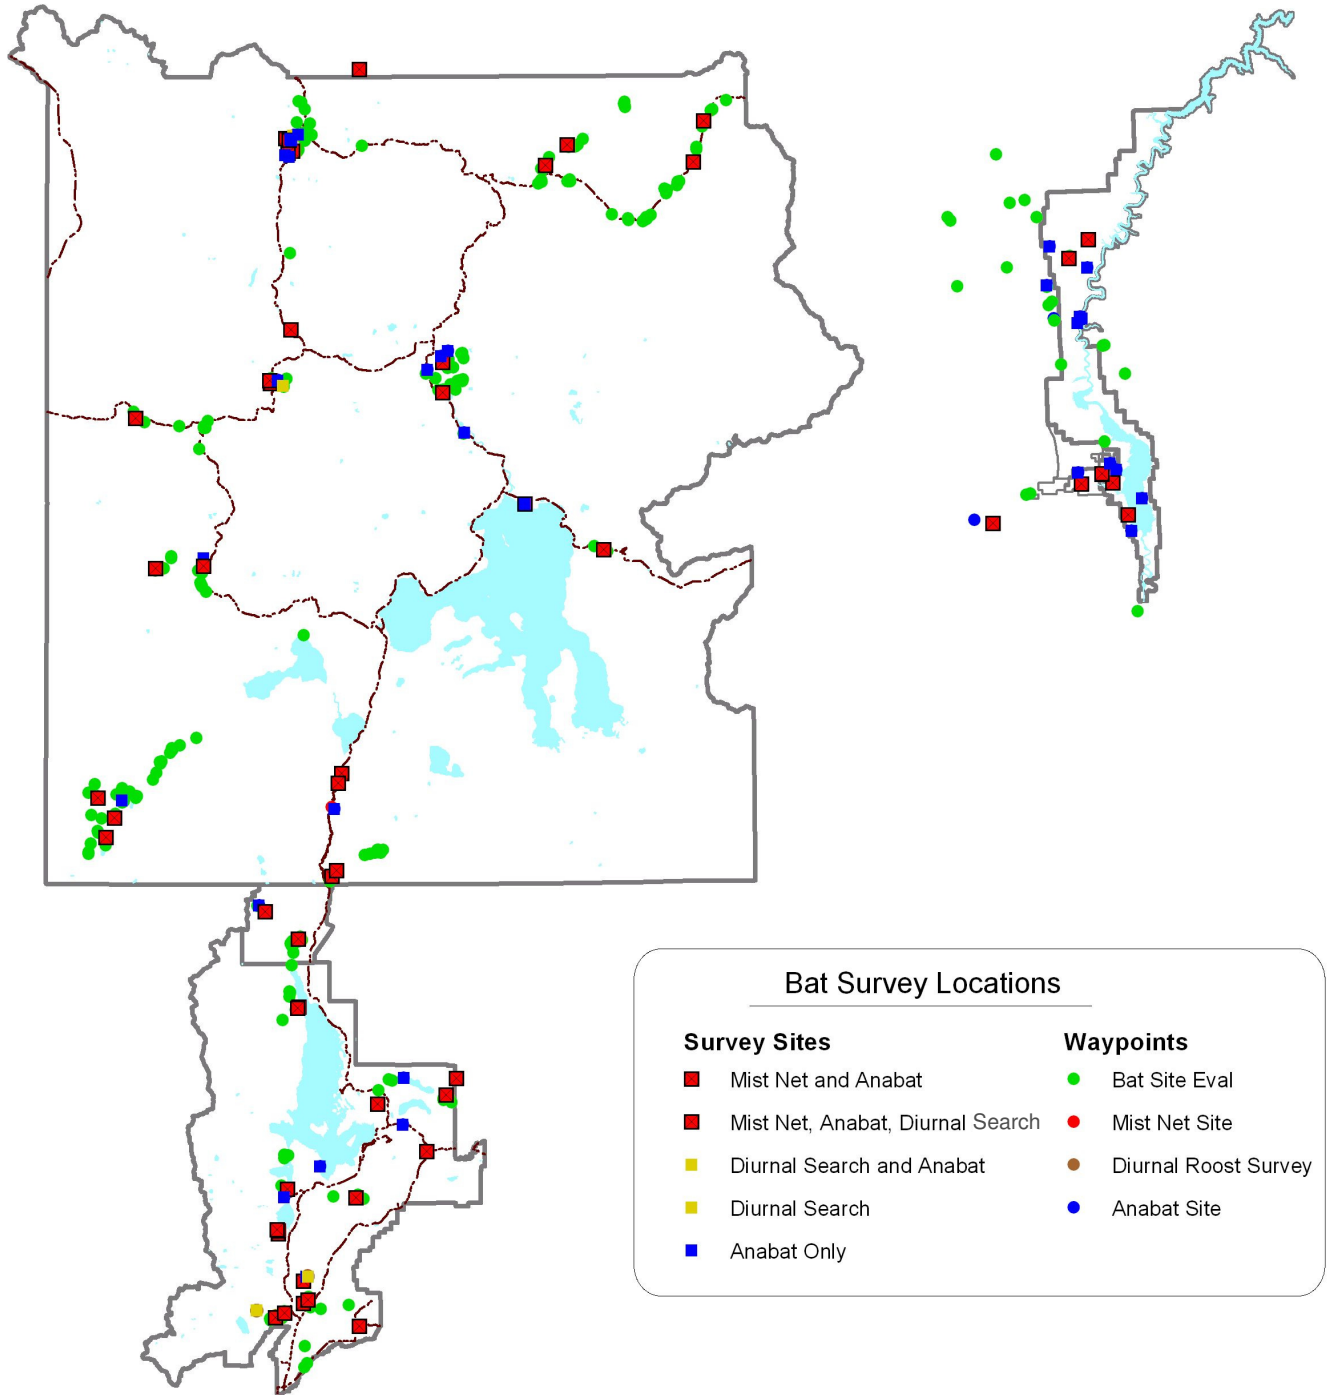 Bat Survey Locations
Survey Sites
Mist Net and Anabat
Mist Net, Anabat, Diurnal Search
Diurnal Search and Anabat
Diurnal Search
Anabat Only
Waypoints
Bat Site Eval
Mist Net Site
Diurnal Roost Survey
Anabat Site